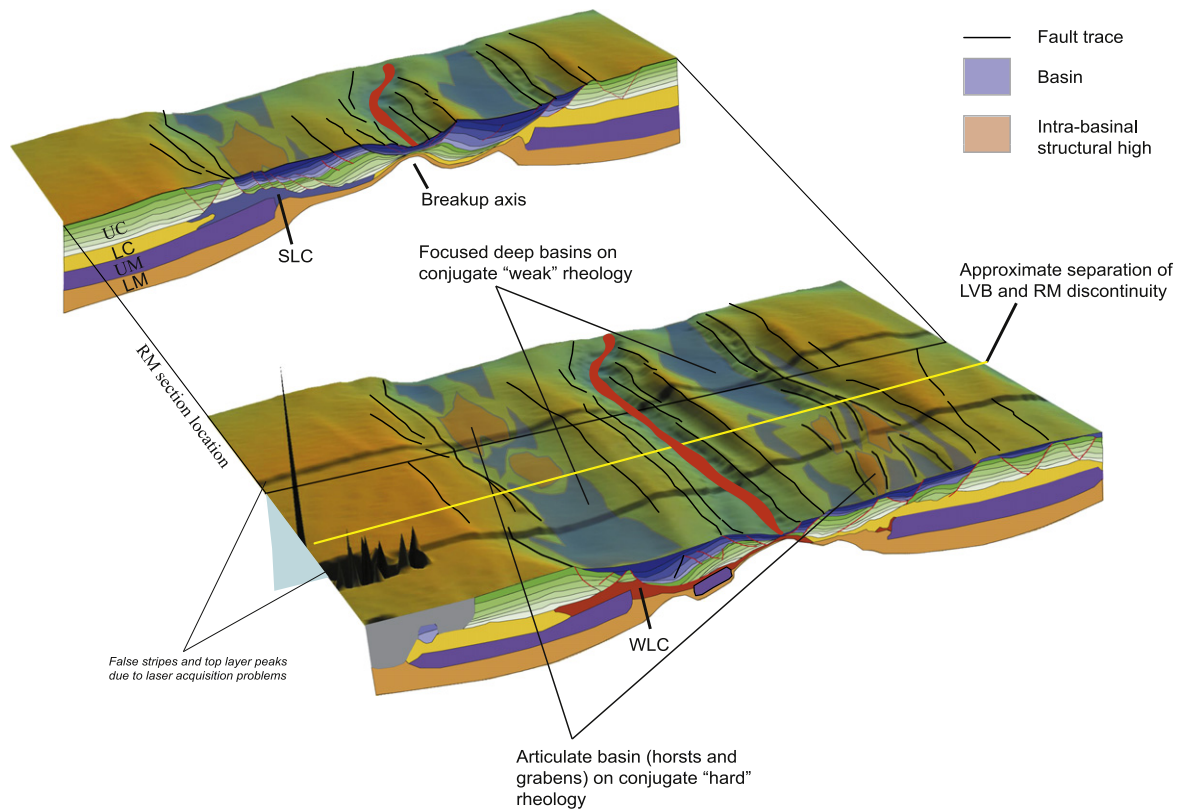 Fault trace
Basin
Intra-basinal
structural high
Breakup axis
UC
LC
UM
LM
SLC
Focused deep basins on
conjugate “weak” rheology
Approximate separation of
LVB and RM discontinuity
RM section location
WLC
False stripes and top layer peaks
due to laser acquisition problems
Articulate basin (horsts and
grabens) on conjugate “hard”
rheology